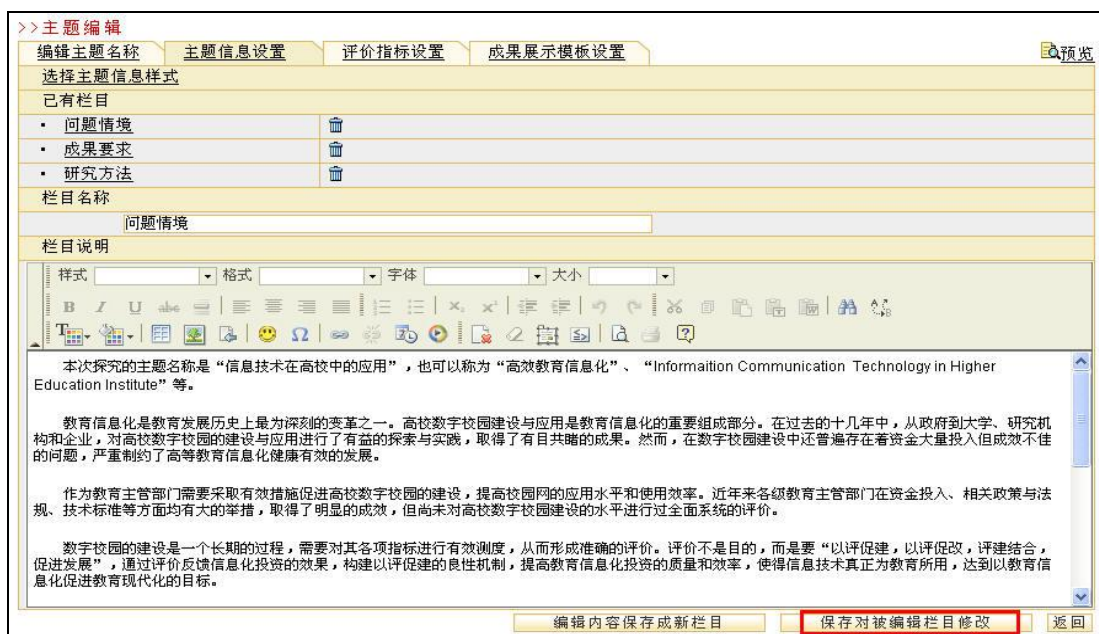 >>主题编辑
编辑主题名称 主题信息设置 评价指标设置 成果展示模板设置 预览
选择主题信息样式
已有栏目
· 问题情境
· 成果要求
· 研究方法
栏目名称
问题情境
栏目说明
样式 格式 字体 大小
本次探究的主题名称是“信息技术在高校中的应用”，也可以称为“高效教育信息化”、“Informaition Communication Technology in Higher
Education Institute”等。
教育信息化是教育发展历史上最为深刻的变革之一。高校数字校园建设与应用是教育信息化的重要组成部分。在过去的十几年中，从政府到大学、研究机
构和企业，对高校数字校园的建设与应用进行了有益的探索与实践，取得了有目共睹的成果。然而，在数字校园建设中还普遍存在着资金大量投入但成效不佳
的问题，严重制约了高等教育信息化健康有效的发展。
作为教育主管部门需要采取有效措施促进高校数字校园的建设，提高校园网的应用水平和使用效率。近年来各级教育主管部门在资金投入、相关政策与法
规、技术标准等方面均有大的举措，取得了明显的成效，但尚未对高校数字校园建设的水平进行过全面系统的评价。
数字校园的建设是一个长期的过程，需要对其各项指标进行有效测度，从而形成准确的评价。评价不是目的，而是要“以评促建，以评促改，评建结合，
促进发展”，通过评价反馈信息化投资的效果，构建以评促建的良性机制，提高教育信息化投资的质量和效率，使得信息技术真正为教育所用，达到以教育信
息化促进教育现代化的目标。
编辑内容保存成新栏目 保存对被编辑栏目修改 返回